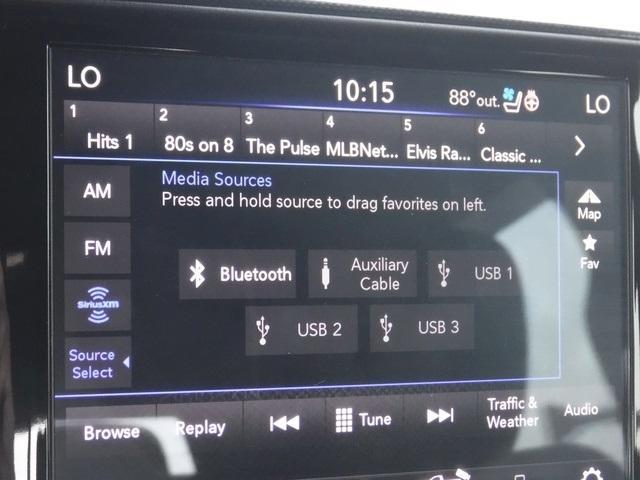 LO 10:15 88° out. LO
1 2 3 4 5 6
Hits 1 80s on 8 The Pulse MLBNet... Elvis Ra... Classic ...
Media Sources
Press and hold source to drag favorites on left.
AM
FM
SiriusXM
Source
Select
Bluetooth
Auxiliary
Cable
USB 1
USB 2
USB 3
Map
Fav
Browse
Replay
Tune
Traffic &
Weather
Audio